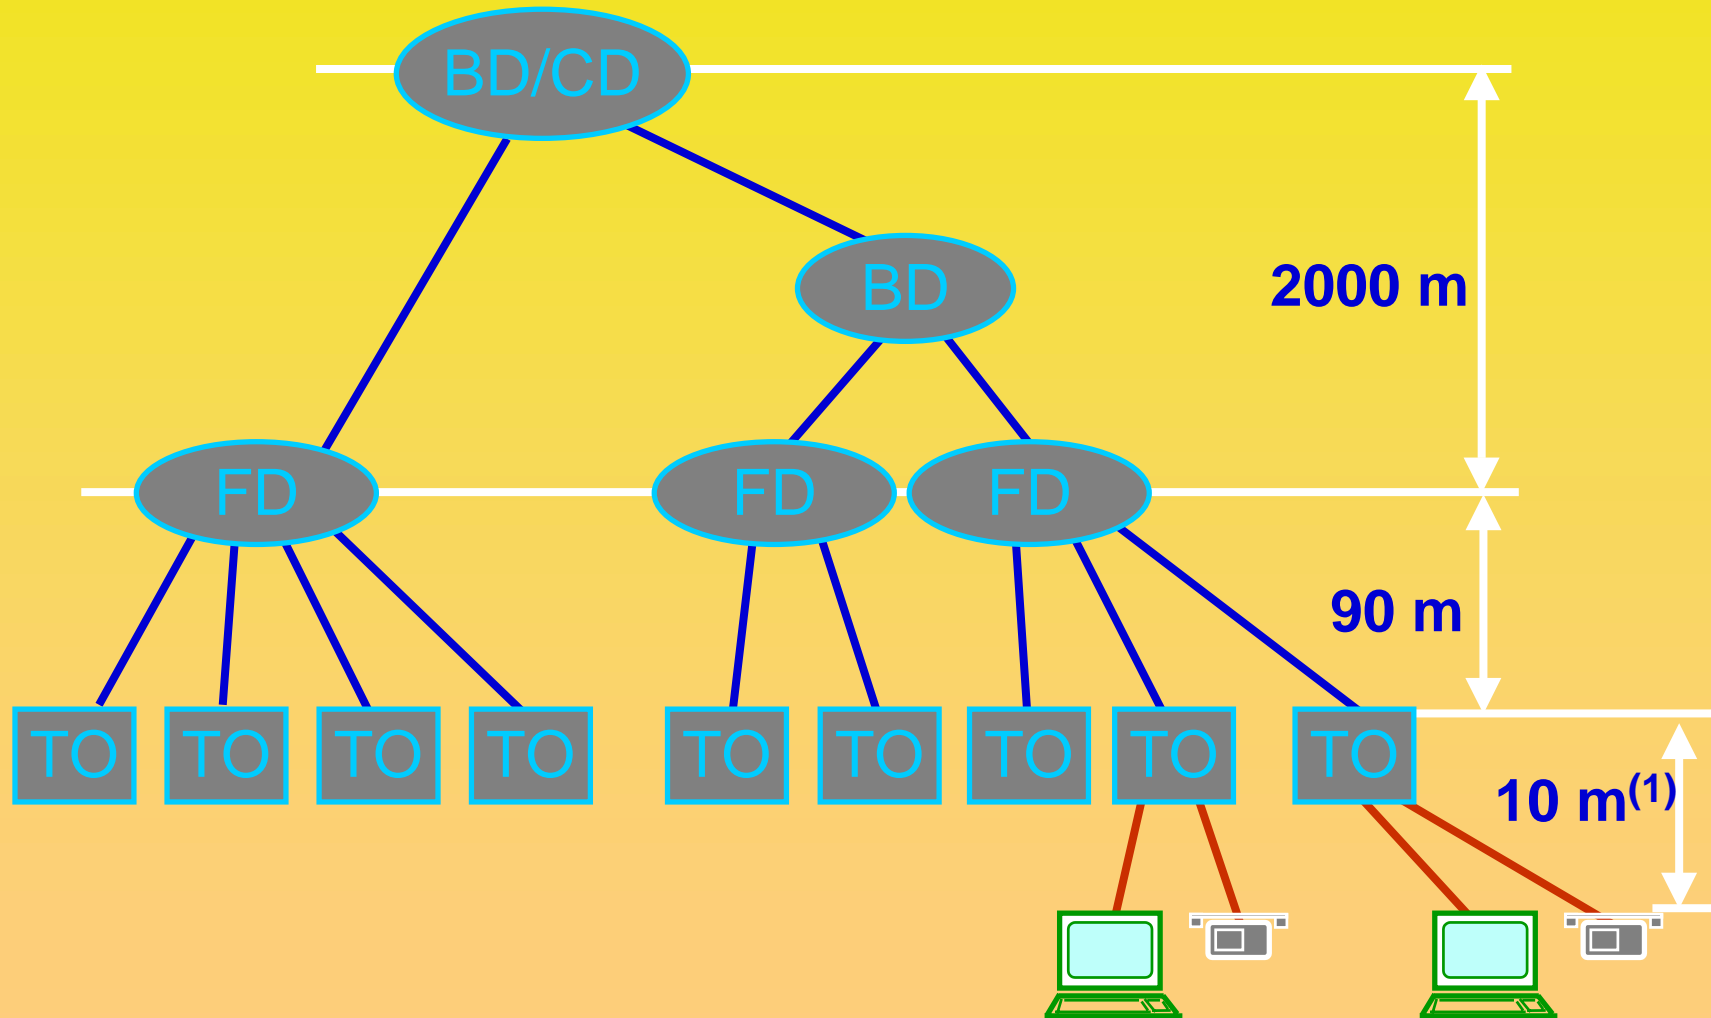 BD/CD
BD
2000 m
FD FD FD
90 m
TO TO TO TO TO TO TO TO TO
10 m(1)